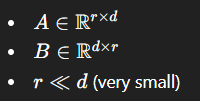 • A ∈ ℝ^{r×d}
• B ∈ ℝ^{d×r}
• r ≪ d (very small)